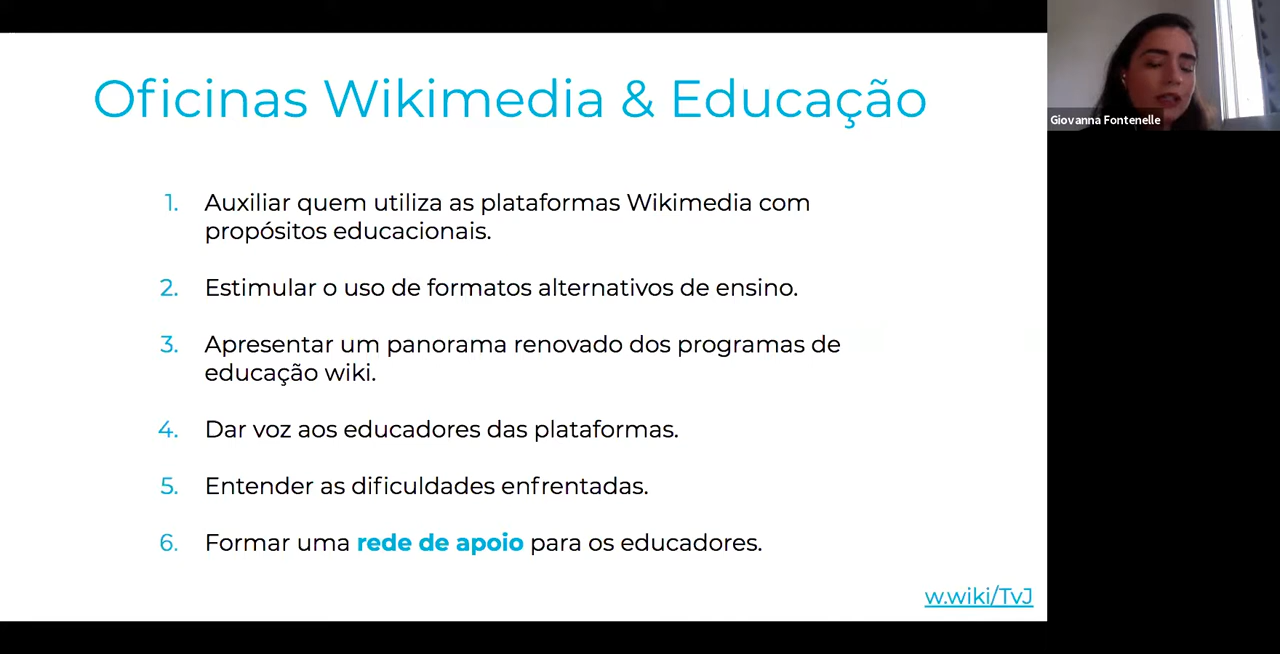 Oficinas Wikimedia & Educação
Giovanna Fontenelle
1. Auxiliar quem utiliza as plataformas Wikimedia com
propósitos educacionais.
2. Estimular o uso de formatos alternativos de ensino.
3. Apresentar um panorama renovado dos programas de
educação wiki.
4. Dar voz aos educadores das plataformas.
5. Entender as dificuldades enfrentadas.
6. Formar uma rede de apoio para os educadores.
w.wiki/TvJ